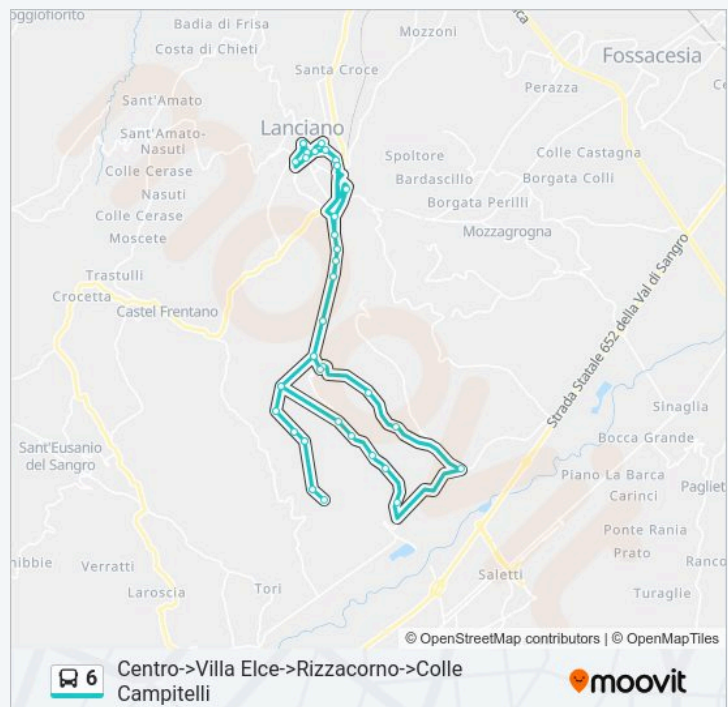 oggiofiorito
Badia di Frisa
Costa di Chieti
Mozzoni
Fossacesia
Santa Croce
Perazza
Sant'Amato
Lanciano
Sant'Amato-
Nasuti
Colle Cerase
Nasuti
Colle Cerase
Moscete
Spoltore
Bardascillo
Borgata Perilli
Colle Castagna
Borgata Colli
Mozzagrogna
Trastulli
Crocetta
Castel Frentano
Strada Statale 652 della Val di Sangro
Sinaglia
Bocca Grande
Sant'Eusanio
del Sangro
Piano La Barca
Carinci
Pagliet
Ponte Rania
Prato
Ranco
hibbie
Verratti
Laroscia
Tori
Saletti
Turaglie
© OpenStreetMap contributors | © OpenMapTiles
6
Centro->Villa Elce->Rizzacorno->Colle
Campitelli
moovit